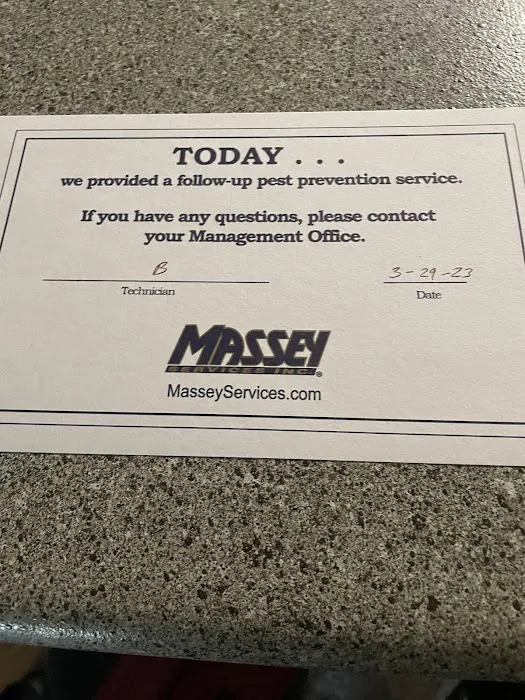 TODAY . . .
we provided a follow-up pest prevention service.
If you have any questions, please contact
your Management Office.
B 3-29-23
Technician Date
MASSEY
SERVICES INC.®
MasseyServices.com